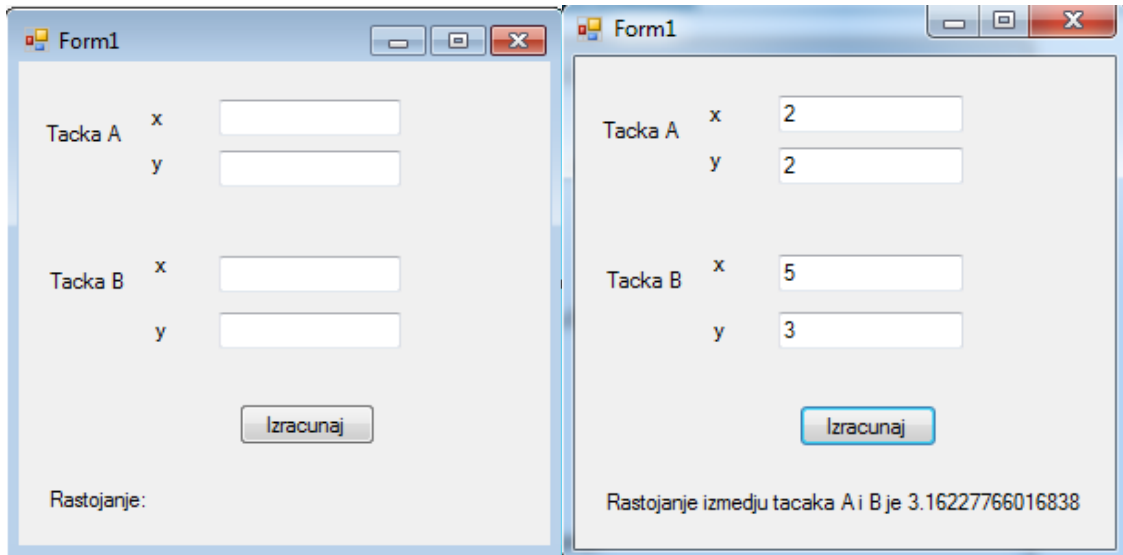 Form1
x
Tacka A
y
x
Tacka B
y
Izracunaj
Rastojanje:
Form1
x 2
Tacka A
y 2
x 5
Tacka B
y 3
Izracunaj
Rastojanje izmedju tacaka A i B je 3.16227766016838